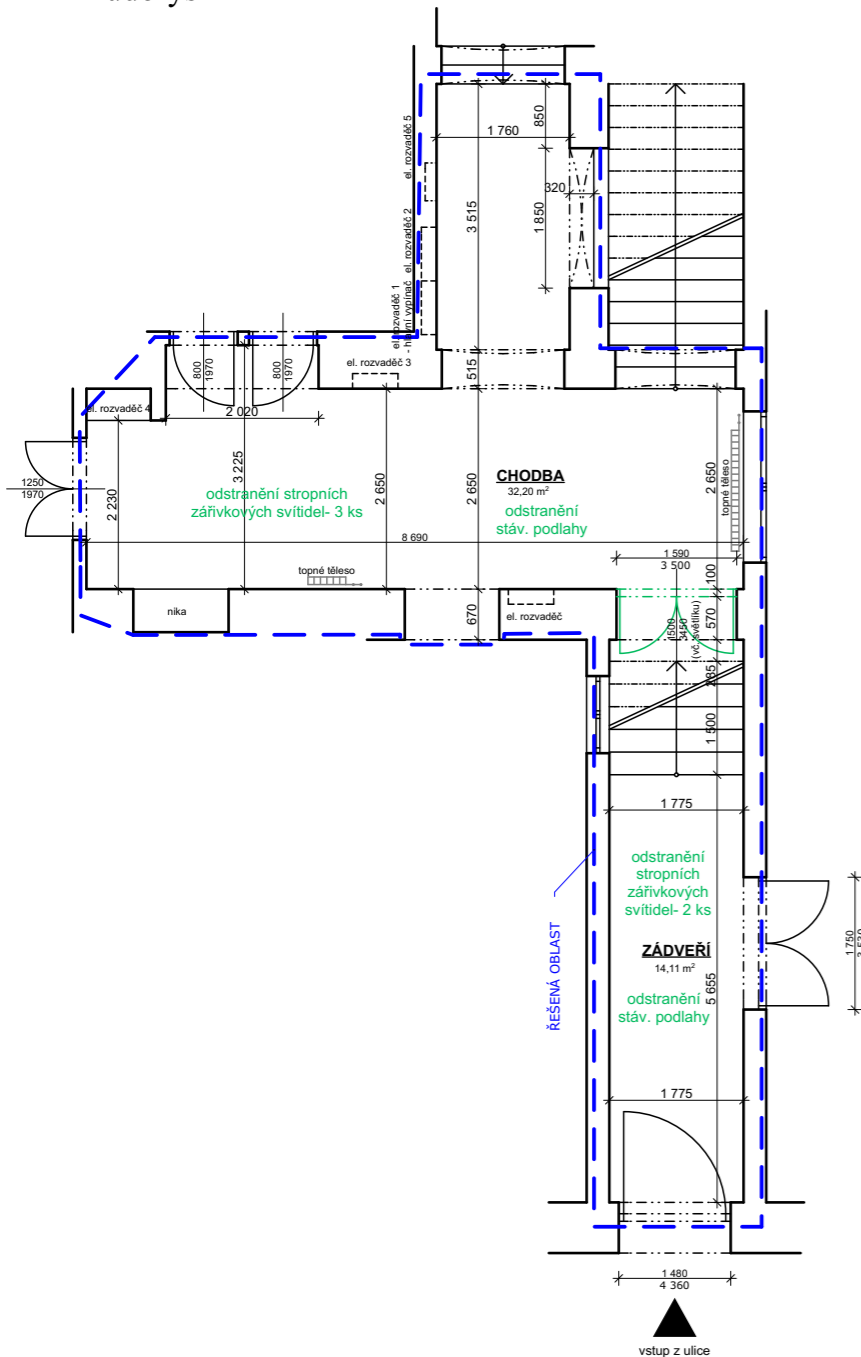 1 760
850
el. rozvaděč 5
320
3 515
1 850
el. rozvaděč 2
el. rozvaděč 1
- hlavní vypínač
800
1970
800
1970
el. rozvaděč 3
515
el. rozvaděč 4
2 020
1250
1970
2 230
3 225
odstranění stropních
zářivkových svítidel- 3 ks
2 650
2 650
CHODBA
32,20 m²
odstranění
stáv. podlahy
2 650
topné těleso
8 690
1 590
3 500
topné těleso
100
nika
670
el. rozvaděč
1500
3450
(vč. světlíku)
570
285
1 500
1 775
odstranění
stropních
zářivkových
svítidel- 2 ks
ŘEŠENÁ OBLAST
ZÁDVEŘÍ
14,11 m²
5 655
odstranění
stáv. podlahy
1 750
1 775
1 480
4 360
vstup z ulice